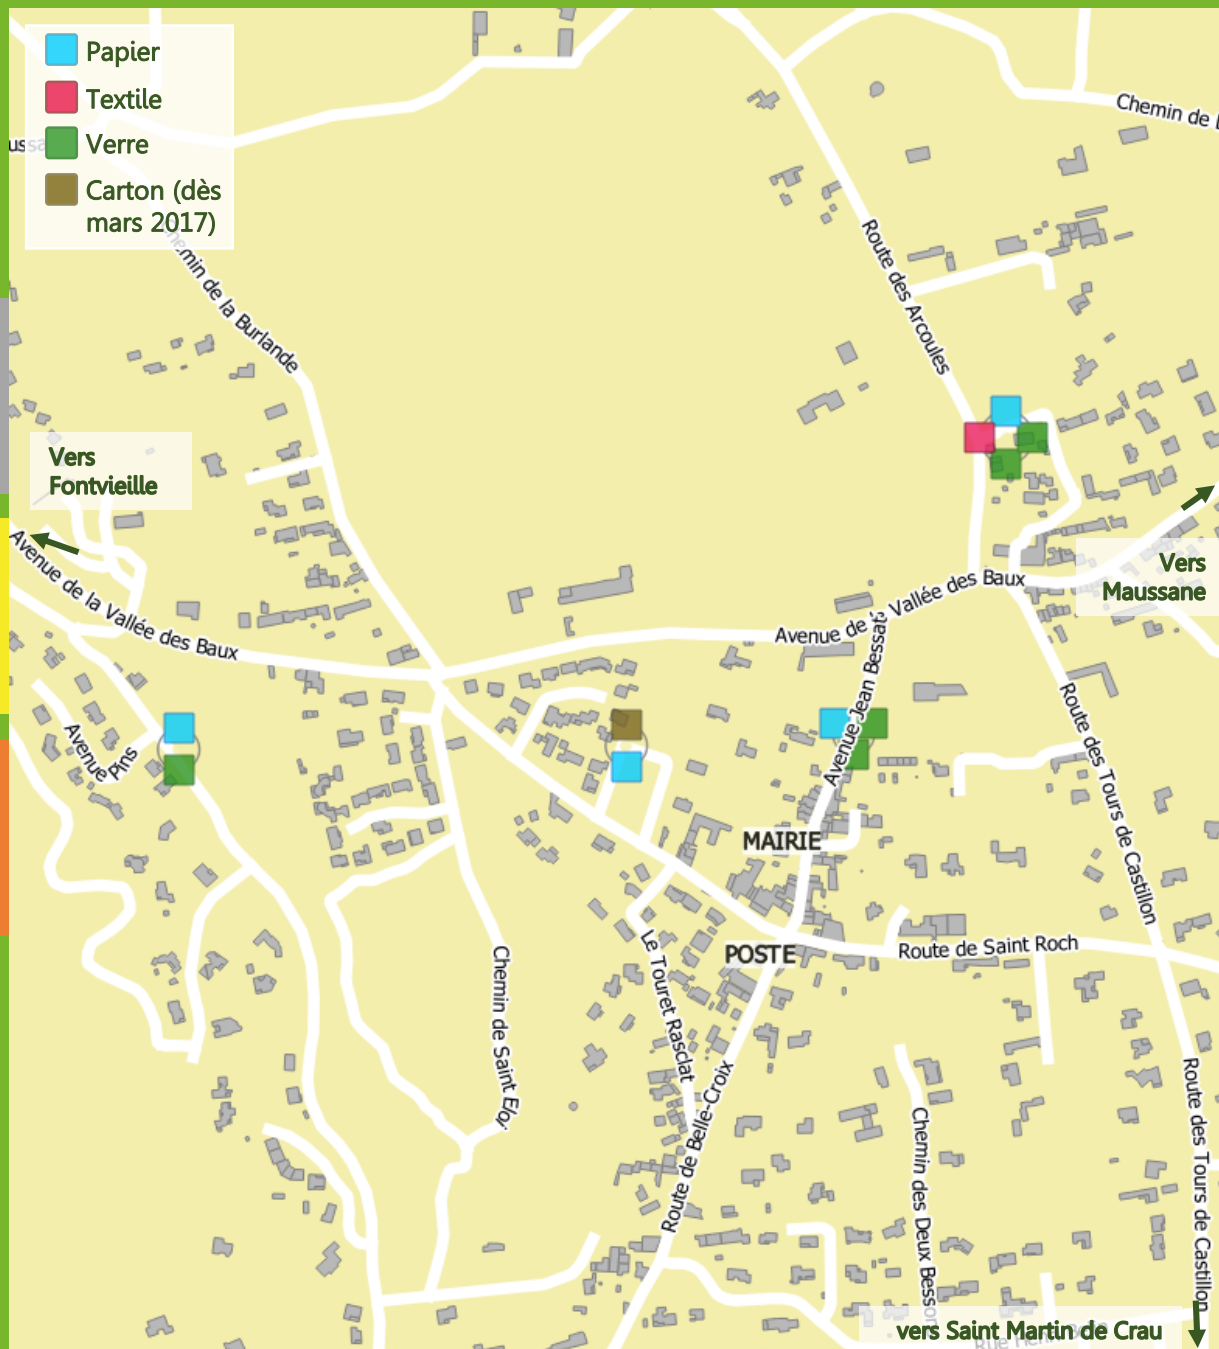 Papier
Textile
Verre
Carton (dès
mars 2017)
Chemin de
Chemin de la Burlande
Route des Arcoules
Vers
Fontvieille
Avenue de la Vallée des Baux
Vers
Maussane
Avenue de
Vallée des Baux
Avenue Jean Bessat
Avenue
Pins
Route des Tours de Castillon
MAIRIE
POSTE
Route de Saint Roch
Le Touret Rasclat
Chemin de Saint Eloi
Route de Belle-Croix
Chemin des Deux
Route des Tours de Castillon
vers Saint Martin de Crau